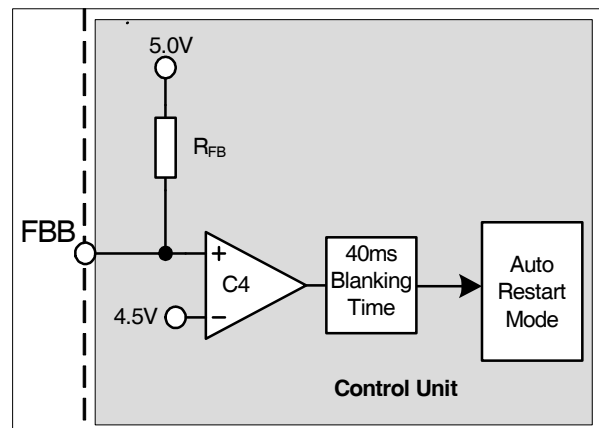 5.0V
RFB
FBB
+
C4
4.5V
−
40ms
Blanking
Time
Auto
Restart
Mode
Control Unit